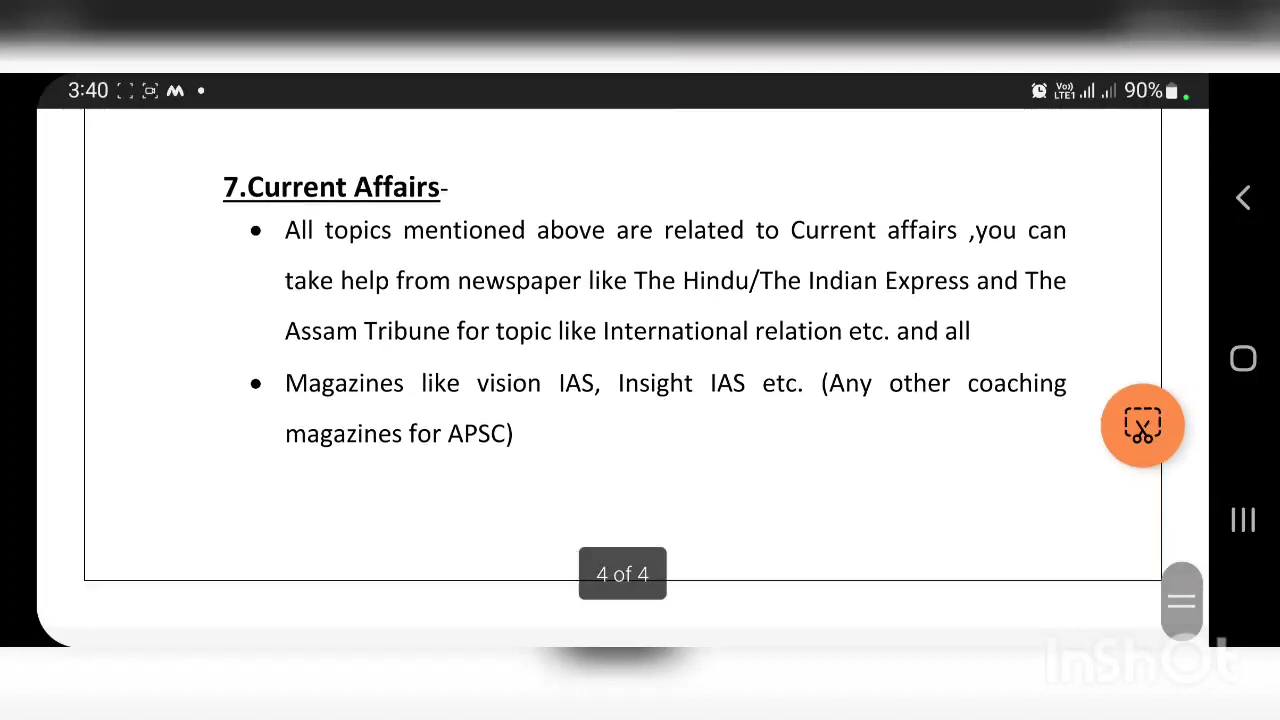 3:40
Vo))
LTE1
90%
7.Current Affairs-
• All topics mentioned above are related to Current affairs ,you can
take help from newspaper like The Hindu/The Indian Express and The
Assam Tribune for topic like International relation etc. and all
• Magazines like vision IAS, Insight IAS etc. (Any other coaching
magazines for APSC)
4 of 4
InShOt